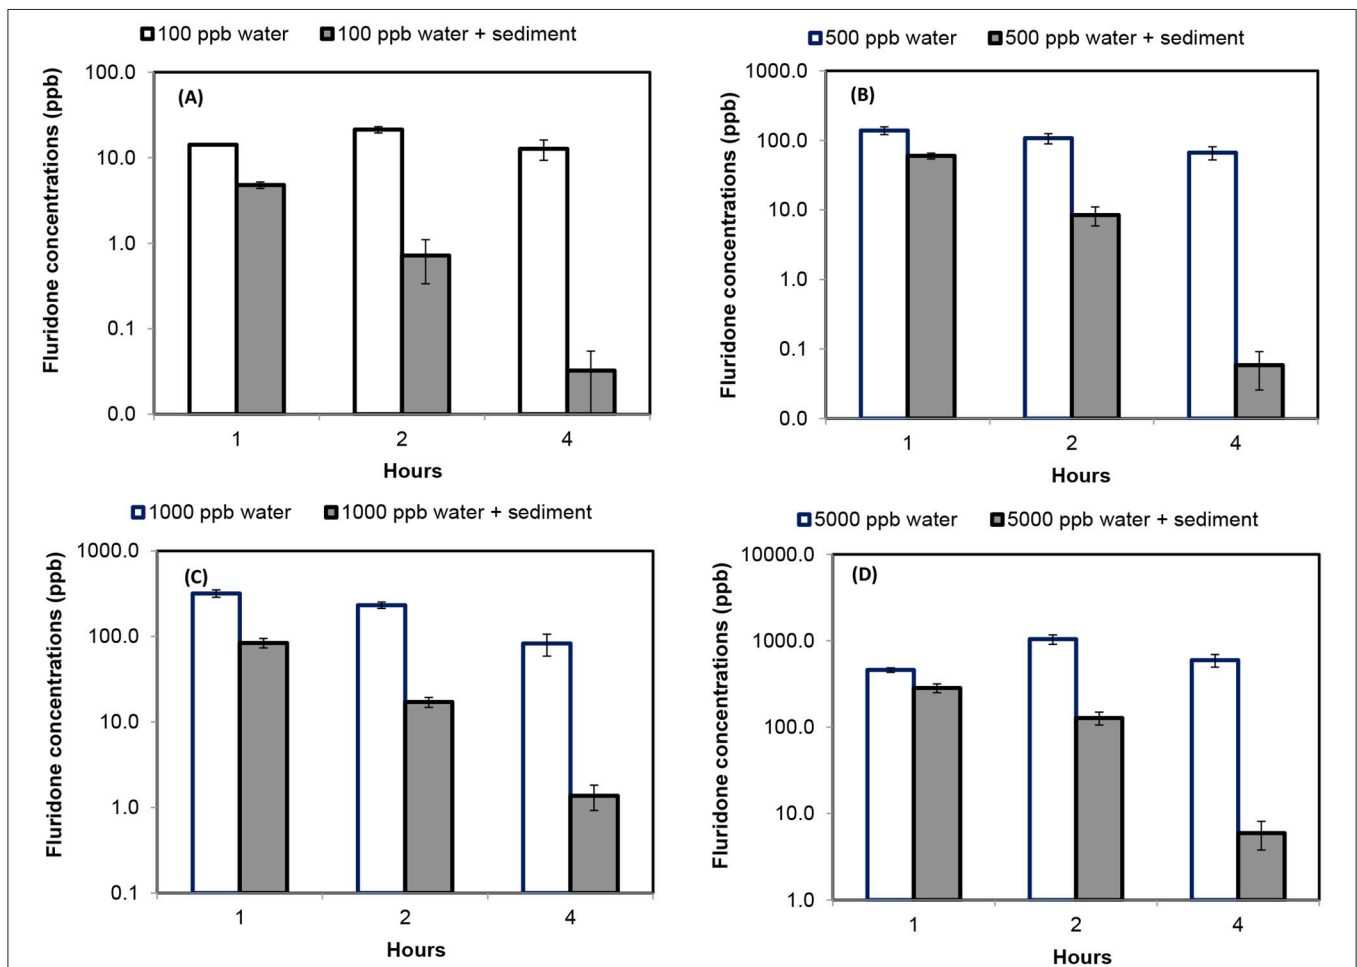 100 ppb water 100 ppb water + sediment
(A)
Fluridone concentrations (ppb)
100.0
10.0
1.0
0.1
0.0
1 2 4
Hours
500 ppb water 500 ppb water + sediment
(B)
Fluridone concentrations (ppb)
1000.0
100.0
10.0
1.0
0.1
0.0
1 2 4
Hours
1000 ppb water 1000 ppb water + sediment
(C)
Fluridone concentrations (ppb)
1000.0
100.0
10.0
1.0
0.1
1 2 4
Hours
5000 ppb water 5000 ppb water + sediment
(D)
Fluridone concentrations (ppb)
10000.0
1000.0
100.0
10.0
1.0
1 2 4
Hours